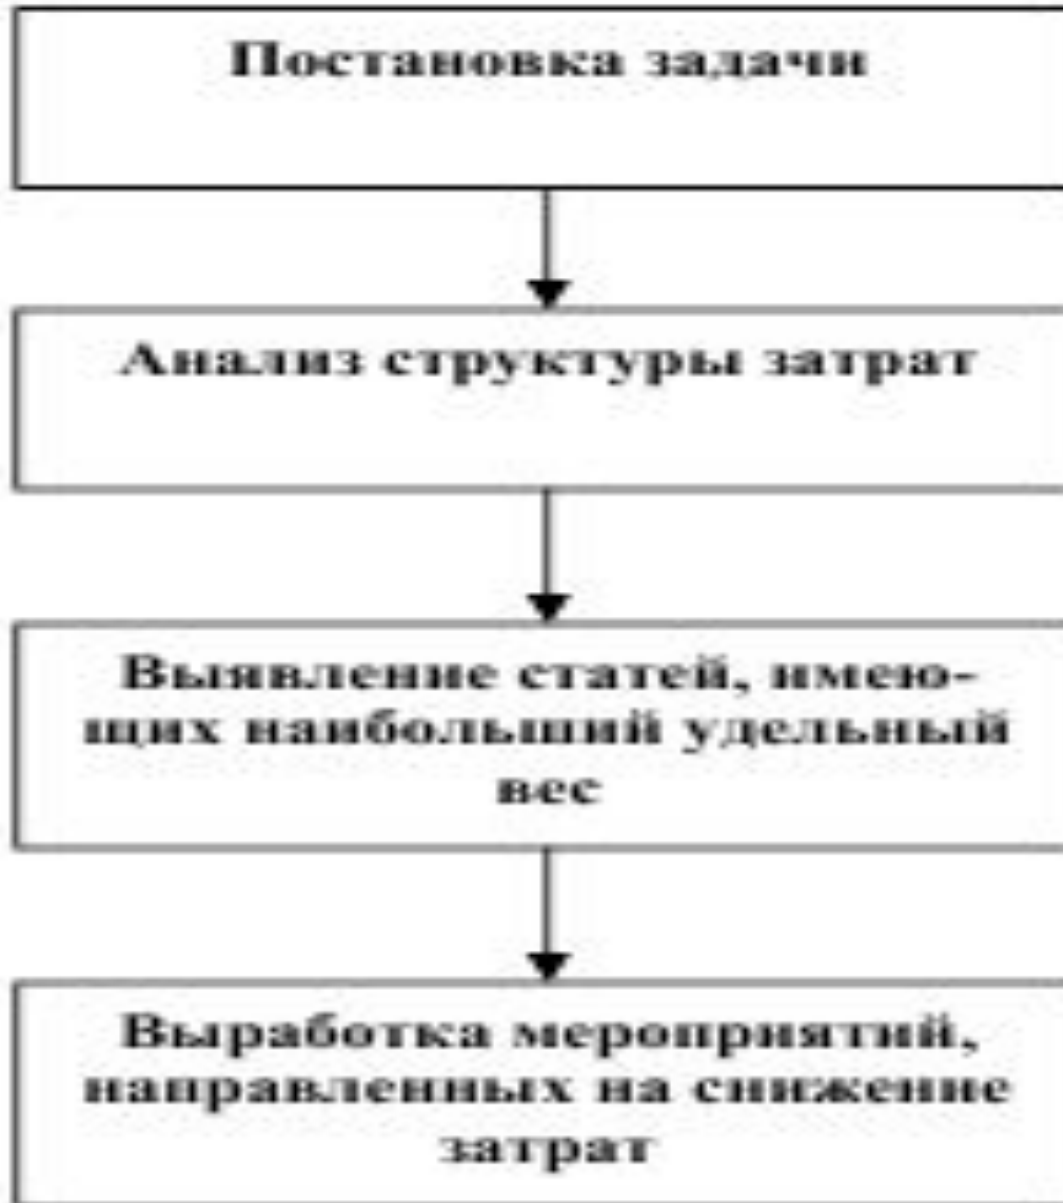 Постановка задачи
Анализ структуры затрат
Выявление статей, имею-
щих наибольший удельный
вес
Выработка мероприятий,
направленных на снижение
затрат